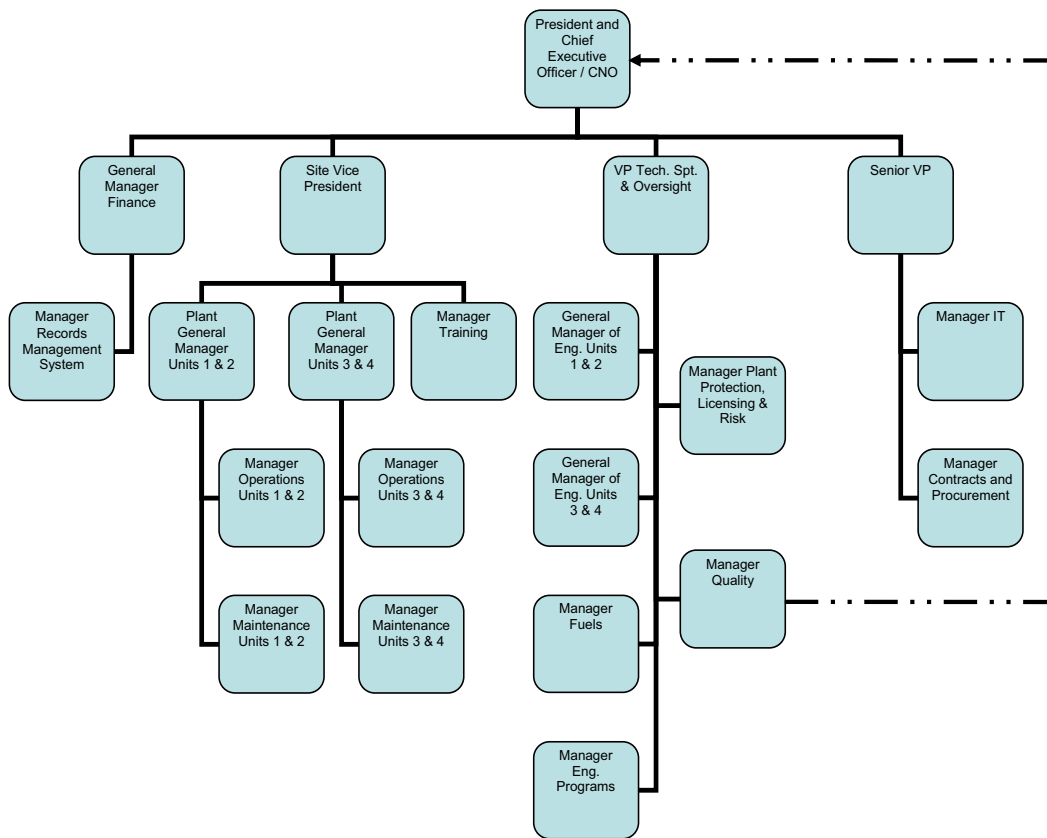 President and
Chief
Executive
Officer / CNO
General
Manager
Finance
Site Vice
President
VP Tech. Spt.
& Oversight
Senior VP
Manager
Records
Management
System
Plant
General
Manager
Units 1 & 2
Plant
General
Manager
Units 3 & 4
Manager
Training
General
Manager of
Eng. Units
1 & 2
Manager IT
Manager Plant
Protection,
Licensing &
Risk
Manager
Operations
Units 1 & 2
Manager
Operations
Units 3 & 4
General
Manager of
Eng. Units
3 & 4
Manager
Contracts and
Procurement
Manager
Quality
Manager
Maintenance
Units 1 & 2
Manager
Maintenance
Units 3 & 4
Manager
Fuels
Manager
Eng.
Programs